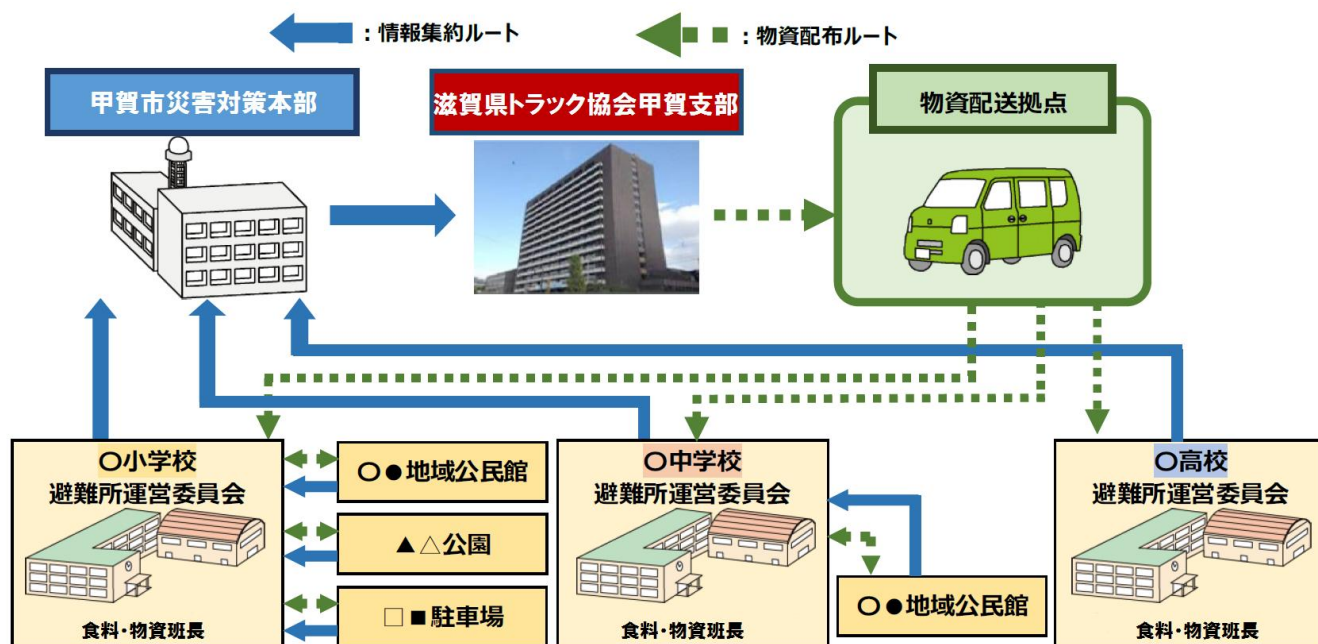 ：情報集約ルート
：物資配布ルート
甲賀市災害対策本部
滋賀県トラック協会甲賀支部
物資配送拠点
〇小学校
避難所運営委員会
食料・物資班長
〇●地域公民館
▲△公園
□■駐車場
〇中学校
避難所運営委員会
食料・物資班長
〇●地域公民館
〇高校
避難所運営委員会
食料・物資班長